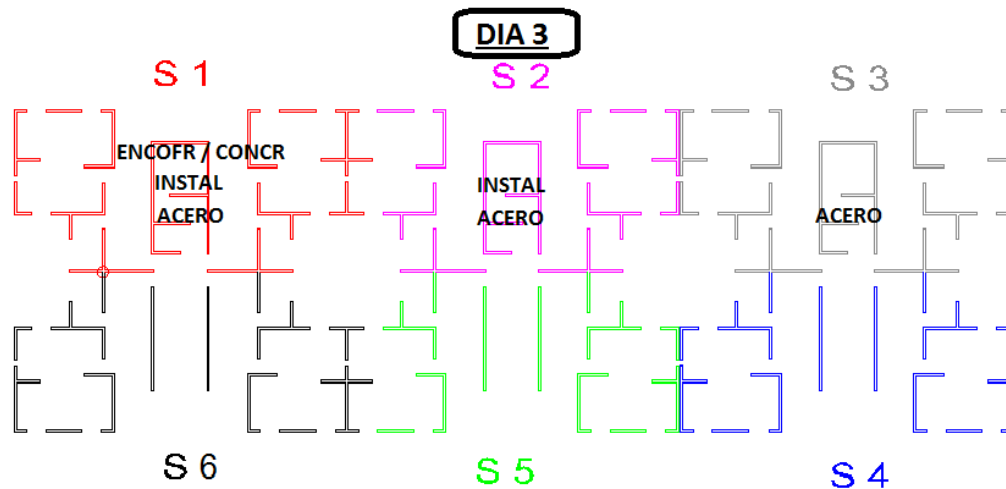 DIA 3
S 1
S 2
S 3
ENCOFR / CONCR
INSTAL
ACERO
INSTAL
ACERO
ACERO
S 6
S 5
S 4